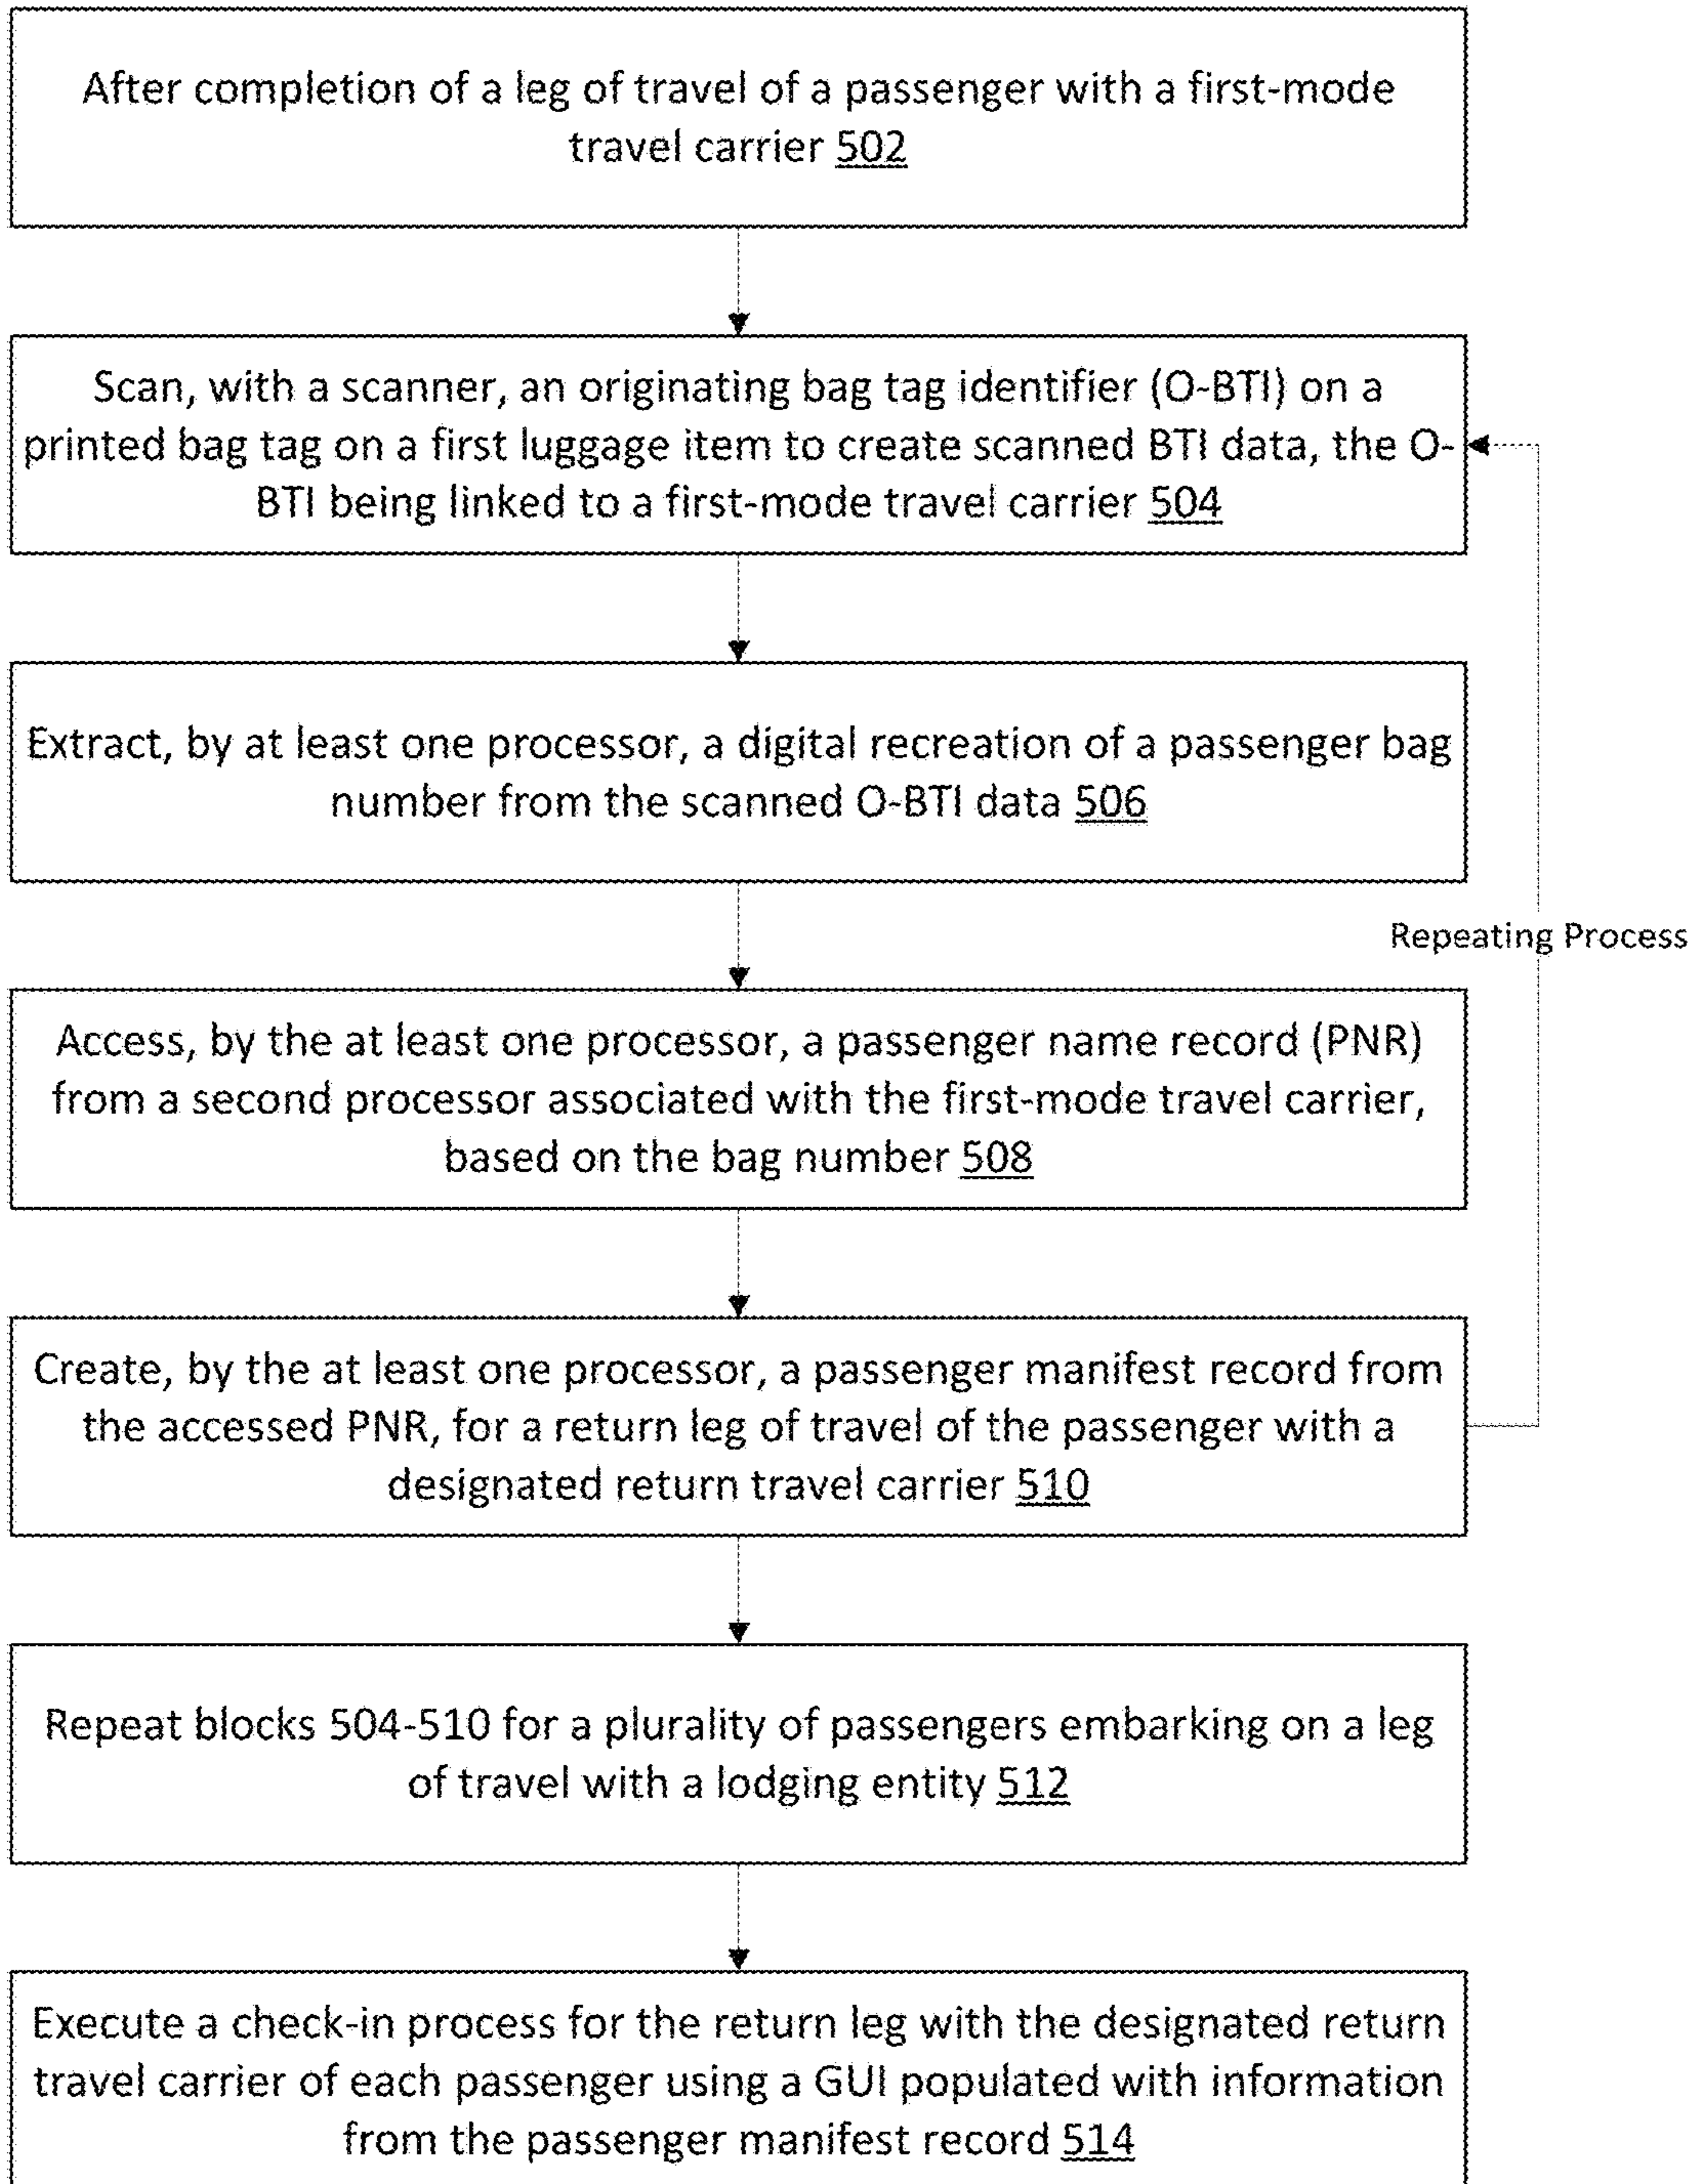 After completion of a leg of travel of a passenger with a first-mode
travel carrier 502
Scan, with a scanner, an originating bag tag identifier (O-BTI) on a
printed bag tag on a first luggage item to create scanned BTI data, the O-
BTI being linked to a first-mode travel carrier 504
Extract, by at least one processor, a digital recreation of a passenger bag
number from the scanned O-BTI data 506
Repeating Process
Access, by the at least one processor, a passenger name record (PNR)
from a second processor associated with the first-mode travel carrier,
based on the bag number 508
Create, by the at least one processor, a passenger manifest record from
the accessed PNR, for a return leg of travel of the passenger with a
designated return travel carrier 510
Repeat blocks 504-510 for a plurality of passengers embarking on a leg
of travel with a lodging entity 512
Execute a check-in process for the return leg with the designated return
travel carrier of each passenger using a GUI populated with information
from the passenger manifest record 514